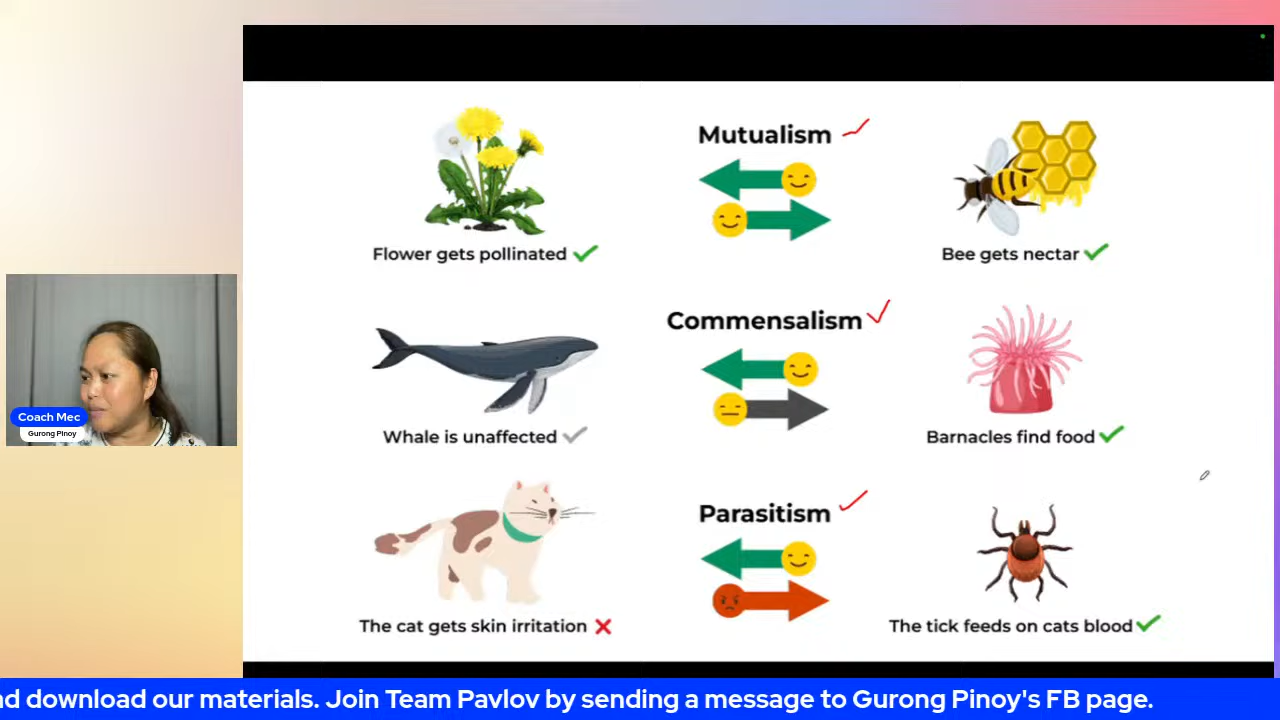 Mutualism
Flower gets pollinated
Bee gets nectar
Commensalism
Whale is unaffected
Barnacles find food
Parasitism
The cat gets skin irritation
The tick feeds on cats blood
Coach Mec
Gurong Pinoy
download our materials. Join Team Pavlov by sending a message to Gurong Pinoy's FB page.